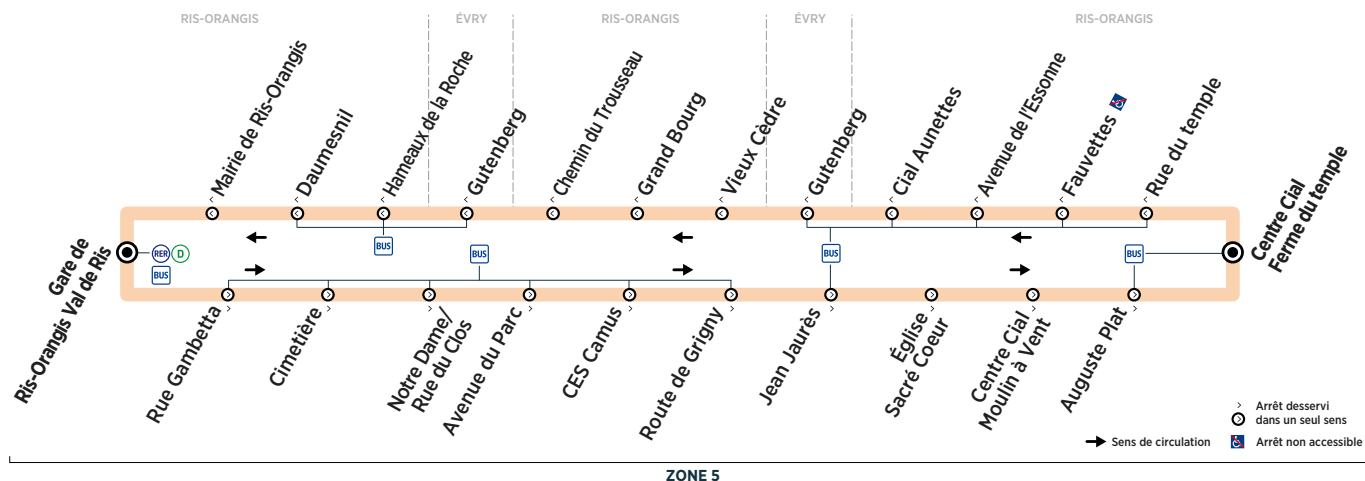 RIS-ORANGIS
ÉVRY
RIS-ORANGIS
ÉVRY
RIS-ORANGIS
Mairie de Ris-Orangis
Daumesnil
Hameaux de la Roche
Gutenberg
Chemin du Trousseau
Grand Bourg
Vieux Cèdre
Gutenberg
Cial Aunettes
Avenue de l'Essonne
Fauvettes
Rue du temple
Gare de
Ris-Orangis Val de Ris
RER D
BUS
BUS
BUS
BUS
BUS
Centre Cial
Ferme du temple
Rue Gambetta
Cimetière
Notre Dame/
Rue du Clos
Avenue du Parc
CES Camus
Route de Grigny
Jean Jaurès
Église
Sacré Coeur
Centre Cial
Moulin à Vent
Auguste Plat
Arrêt desservi
dans un seul sens
Sens de circulation
Arrêt non accessible
ZONE 5